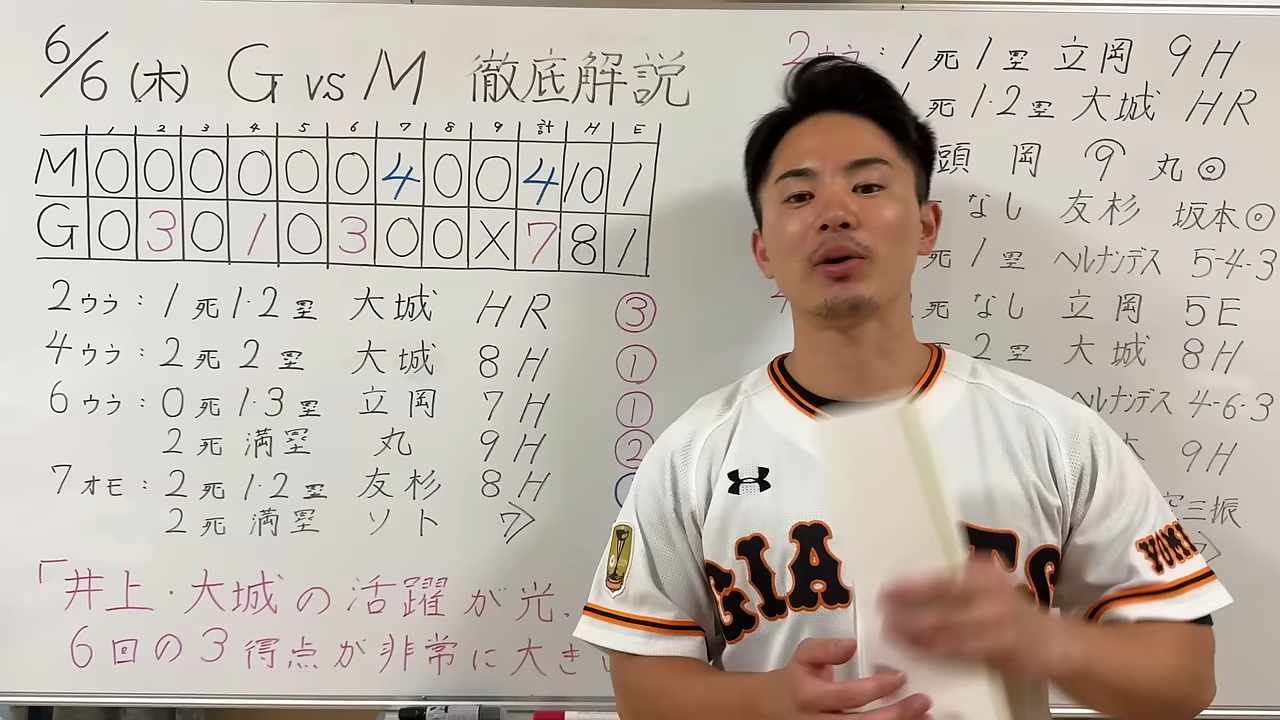 6/6(木) G vs M 徹底解説
1 2 3 4 5 6 7 8 9 計 H E
M 0 0 0 0 0 0 4 0 0 4 10 1
G 0 3 0 1 0 3 0 0 X 7 8 1
2ウラ:1死1·2塁 大城 HR ③
4ウラ:2死2塁 大城 8H ①
6ウラ:0死1·3塁 立岡 7H ①
2死満塁 丸 9H ②
7オモ:2死1·2塁 友杉 8H
2死満塁 ソト 7>
「井上·大城の活躍が光
6回の3得点が非常に大き
2ウラ:1死1塁 立岡 9H
死1·2塁 大城 HR
頭 岡 9 丸◎
なし 友杉 坂本◎
死1塁 ヘルナンデス 5-4-3
死なし 立岡 5E
2塁 大城 8H
ヘルナンデス 4-6-3
9H
三振
GIANTS